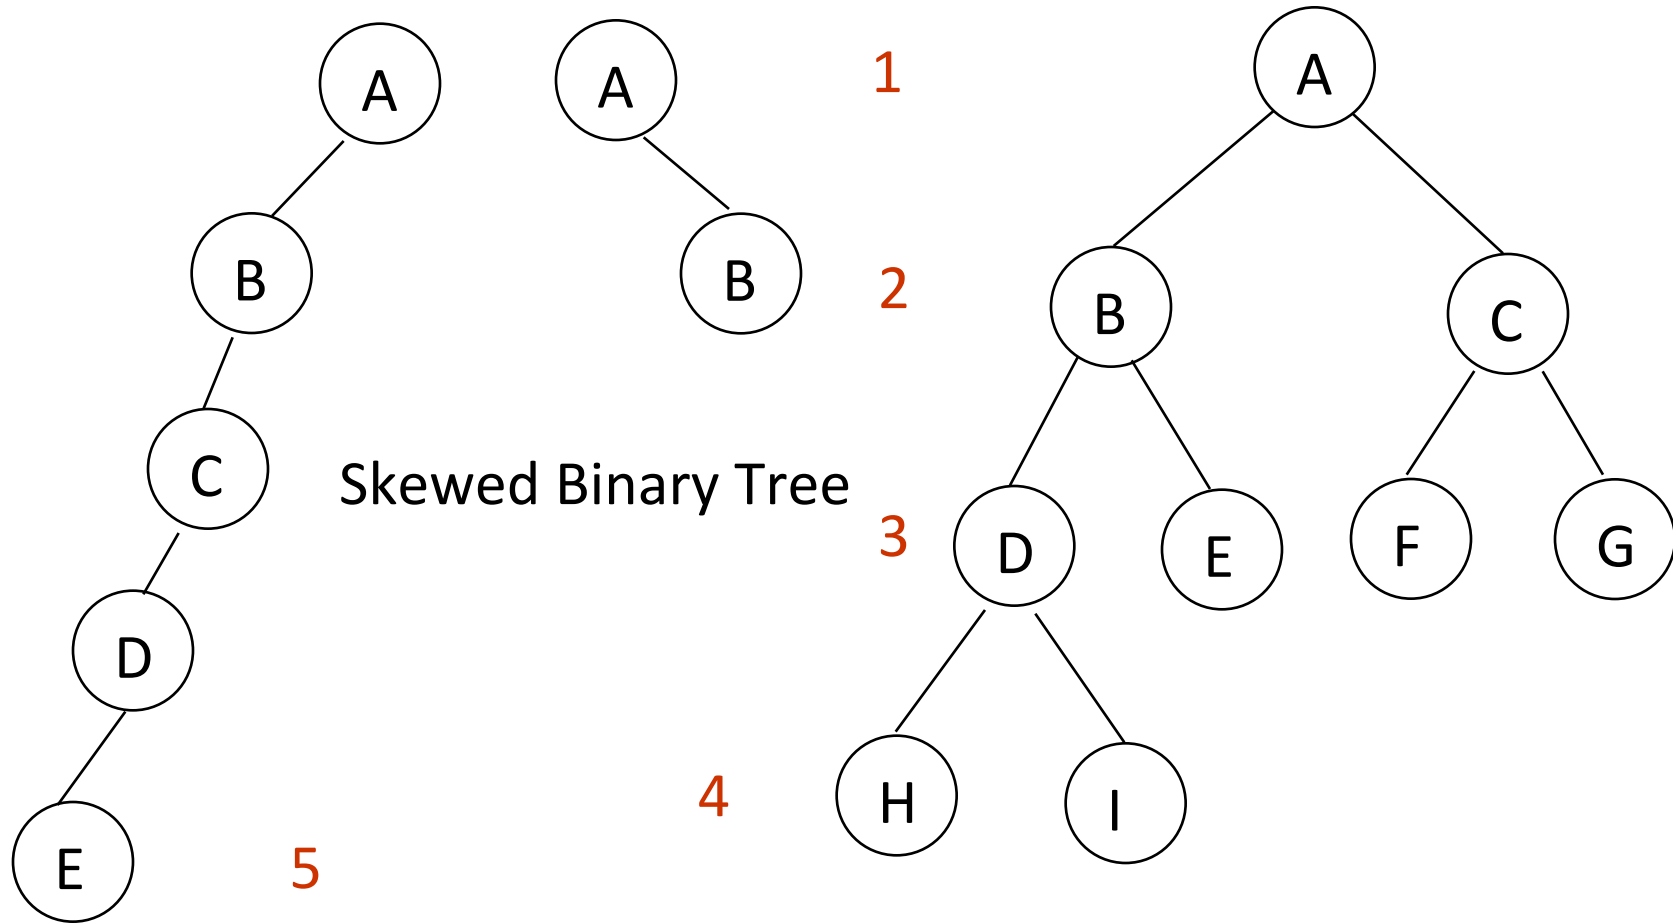 A A 1 A
B B 2 B C
C Skewed Binary Tree 3 D E F G
D
4 H I
E 5